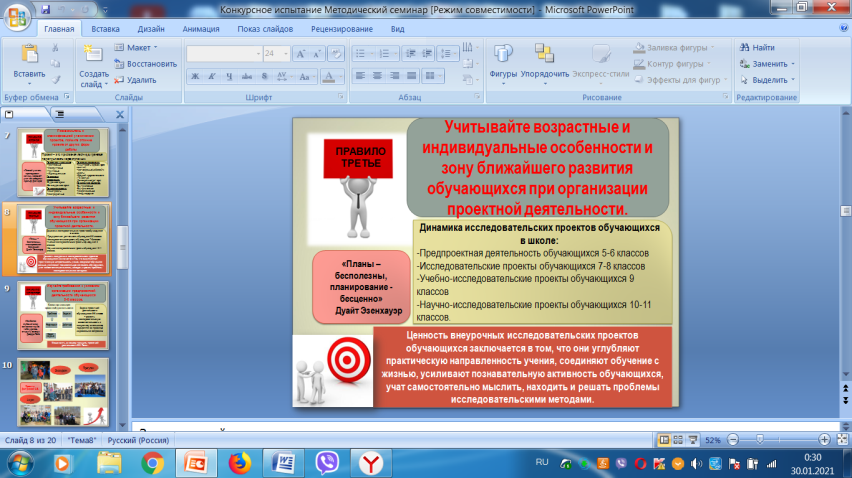 Конкурсное испытание Методический семинар [Режим совместимости] - Microsoft PowerPoint
Главная Вставка Дизайн Анимация Показ слайдов Рецензирование Вид
Вставить
Буфер обмена
Создать слайд
Макет
Восстановить
Удалить
Слайды
24
Ж К Ч abc S AV Aa A
Шрифт
Абзац
Фигуры Упорядочить Экспресс-стили
Заливка фигуры
Контур фигуры
Эффекты для фигур
Рисование
Найти
Заменить
Выделить
Редактирование
7
8
9
10
ПРАВИЛО
ТРЕТЬЕ
Учитывайте возрастные и
индивидуальные особенности и
зону ближайшего развития
обучающихся при организации
проектной деятельности.
Динамика исследовательских проектов обучающихся
в школе:
-Предпроектная деятельность обучающихся 5-6 классов
-Исследовательские проекты обучающихся 7-8 классов
-Учебно-исследовательские проекты обучающихся 9
классов
-Научно-исследовательские проекты обучающихся 10-11
классов.
«Планы –
бесполезны,
планирование -
бесценно»
Дуайт Эзенхауэр
Ценность внеурочных исследовательских проектов
обучающихся заключается в том, что они углубляют
практическую направленность учения, соединяют обучение с
жизнью, усиливают познавательную активность обучающихся,
учат самостоятельно мыслить, находить и решать проблемы
исследовательскими методами.
Слайд 8 из 20 "Тема8" Русский (Россия) 52%
RU 0:30
30.01.2021